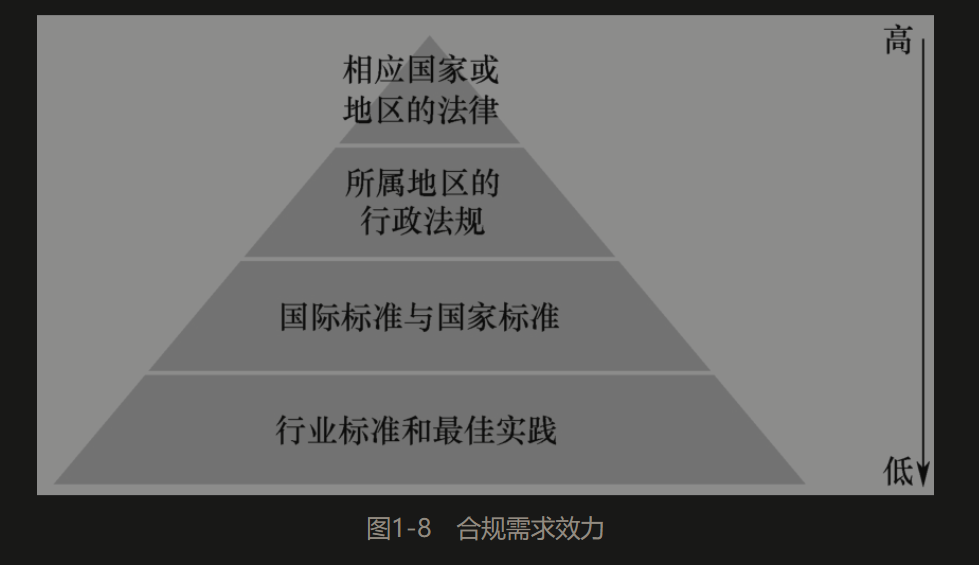 高
相应国家或
地区的法律
所属地区的
行政法规
国际标准与国家标准
行业标准和最佳实践
低
图1-8 合规需求效力